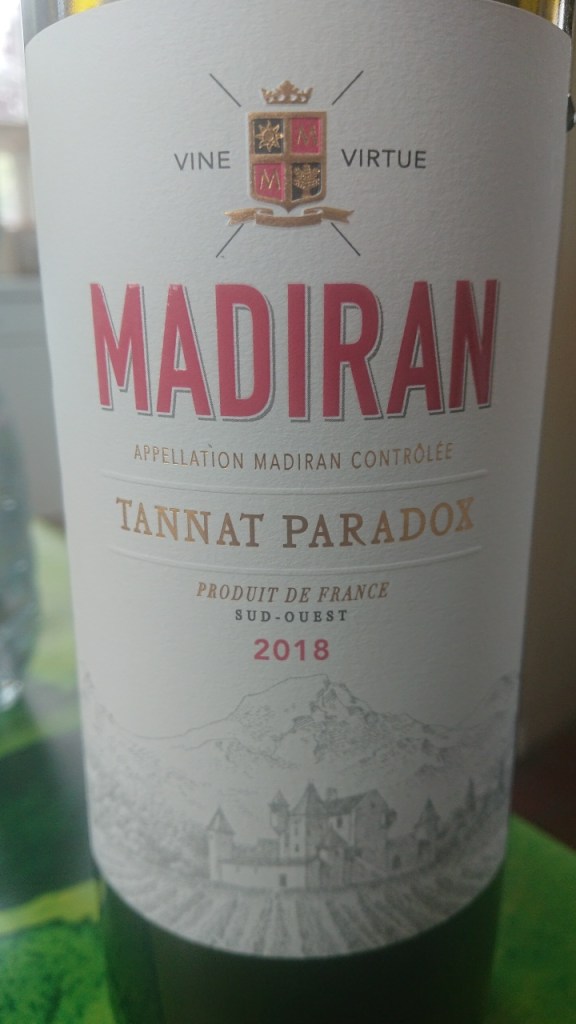 VINE VIRTUE
M
M
MADIRAN
APPELLATION MADIRAN CONTRÔLÉE
TANNAT PARADOX
PRODUIT DE FRANCE
SUD-OUEST
2018